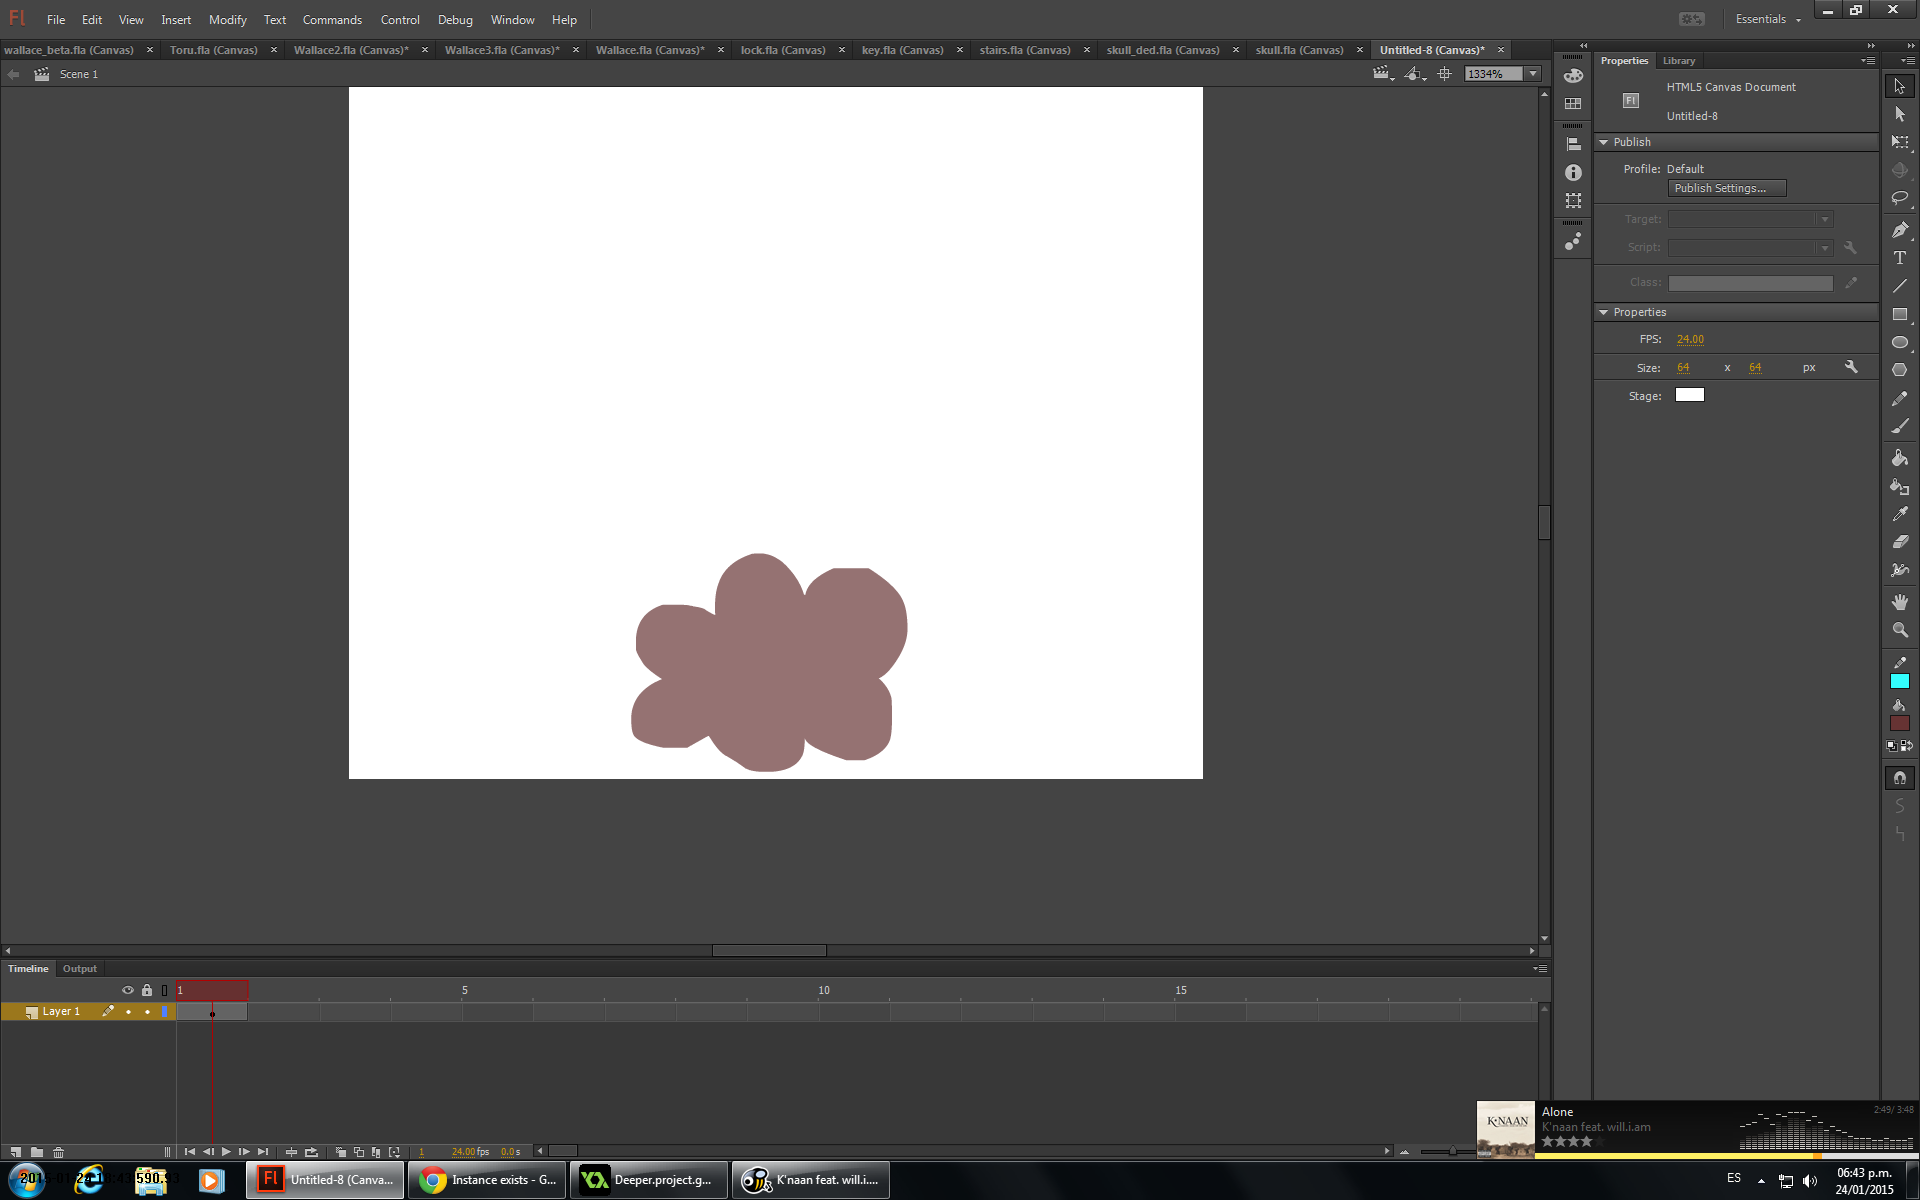 Fl File Edit View Insert Modify Text Commands Control Debug Window Help Essentials
wallace_beta.fla (Canvas) Toru.fla (Canvas) Wallace2.fla (Canvas)* Wallace3.fla (Canvas)* Wallace.fla (Canvas)* lock.fla (Canvas) key.fla (Canvas) stairs.fla (Canvas) skull_ded.fla (Canvas) skull.fla (Canvas) Untitled-8 (Canvas)*
Scene 1 1334%
Properties Library
HTML5 Canvas Document
Fl
Untitled-8
Publish
Profile: Default
Publish Settings...
Target:
Script:
Class:
Properties
FPS: 24.00
Size: 64 x 64 px
Stage:
Timeline Output
1 5 10 15
Layer 1
1 24.00 fps 0.0 s
K'NAAN
Alone
2:49/ 3:48
K'naan feat. will.i.am
Fl Untitled-8 (Canva... Instance exists - G... Deeper.project.g... K'naan feat. will.i....
ES
06:43 p.m.
24/01/2015